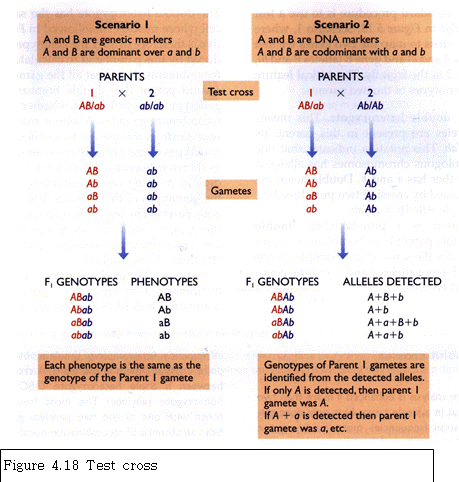 Scenario 1
A and B are genetic markers
A and B are dominant over a and b
Scenario 2
A and B are DNA markers
A and B are codominant with a and b
PARENTS
1 × 2
AB/ab ab/ab
Test cross
PARENTS
1 × 2
AB/ab Ab/Ab
AB ab
Ab ab
aB ab
ab ab
Gametes
AB Ab
Ab Ab
aB Ab
ab Ab
F1 GENOTYPES PHENOTYPES
ABab AB
Abab Ab
aBab aB
abab ab
F1 GENOTYPES ALLELES DETECTED
ABAb A+B+b
AbAb A+b
aBAb A+a+B+b
abAb A+a+b
Each phenotype is the same as the
genotype of the Parent 1 gamete
Genotypes of Parent 1 gametes are
identified from the detected alleles.
If only A is detected, then parent 1
gamete was A.
If A + a is detected then parent 1
gamete was a, etc.
Figure 4.18 Test cross